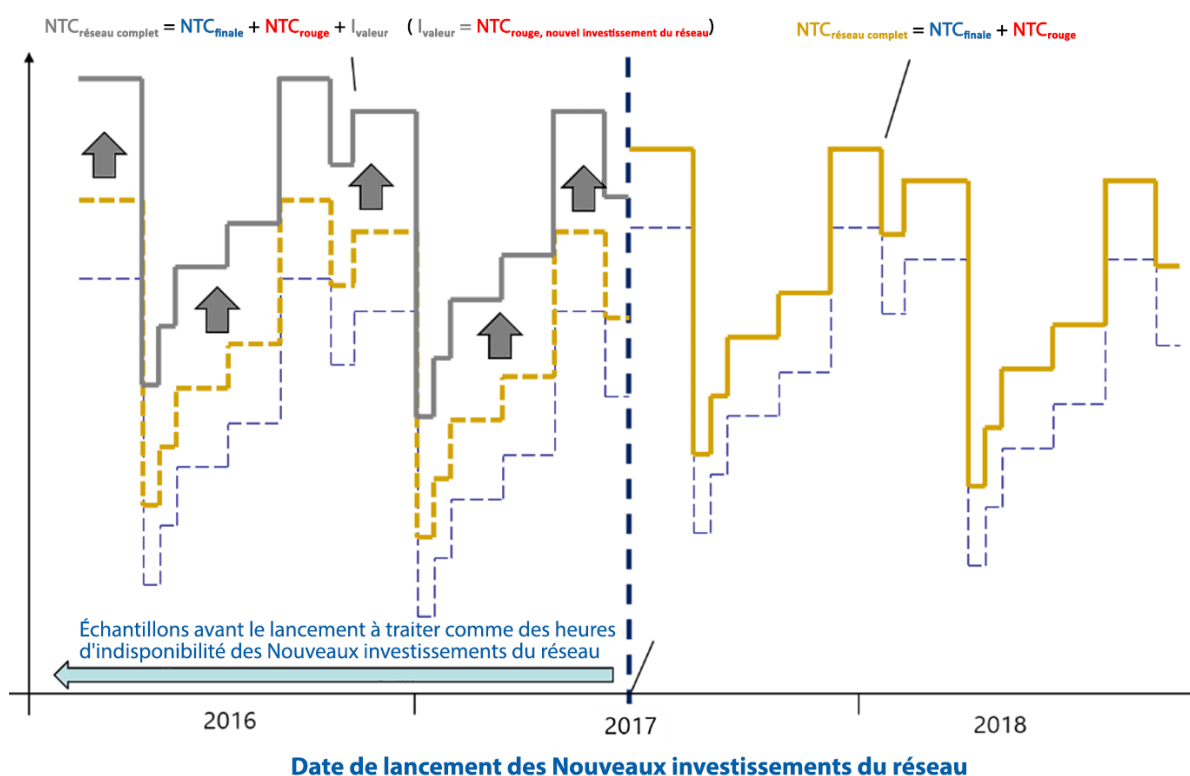 NTCréseau complet = NTCfinale + NTCrouge + Ivaleur ( Ivaleur = NTCrouge, nouvel investissement du réseau)
NTCréseau complet = NTCfinale + NTCrouge
Échantillons avant le lancement à traiter comme des heures
d'indisponibilité des Nouveaux investissements du réseau
2016
2017
2018
Date de lancement des Nouveaux investissements du réseau